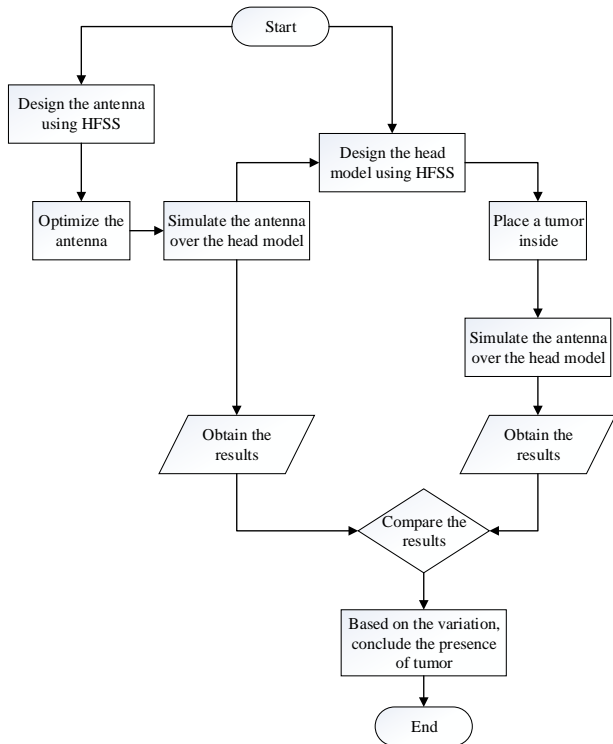 Start
Design the antenna
using HFSS
Design the head
model using HFSS
Optimize the
antenna
Simulate the antenna
over the head model
Place a tumor
inside
Simulate the antenna
over the head model
Obtain the
results
Obtain the
results
Compare the
results
Based on the variation,
conclude the presence
of tumor
End